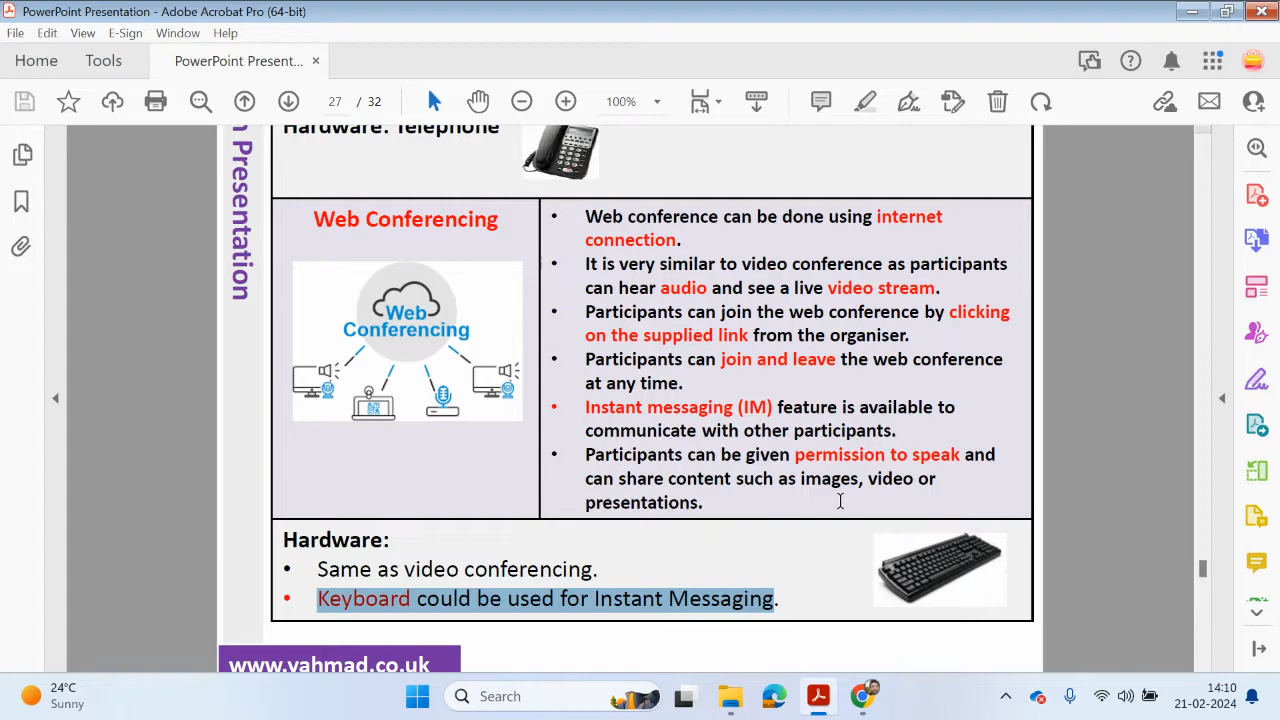 PowerPoint Presentation - Adobe Acrobat Pro (64-bit)
File Edit View E-Sign Window Help
Home Tools PowerPoint Present... ×
27 / 32 100%
Hardware: Telephone
n Presentation
Web Conferencing
Web
Conferencing
• Web conference can be done using internet
connection.
• It is very similar to video conference as participants
can hear audio and see a live video stream.
• Participants can join the web conference by clicking
on the supplied link from the organiser.
• Participants can join and leave the web conference
at any time.
• Instant messaging (IM) feature is available to
communicate with other participants.
• Participants can be given permission to speak and
can share content such as images, video or
presentations.
Hardware:
• Same as video conferencing.
• Keyboard could be used for Instant Messaging.
www.yahmad.co.uk
24°C
Sunny
Search
14:10
21-02-2024